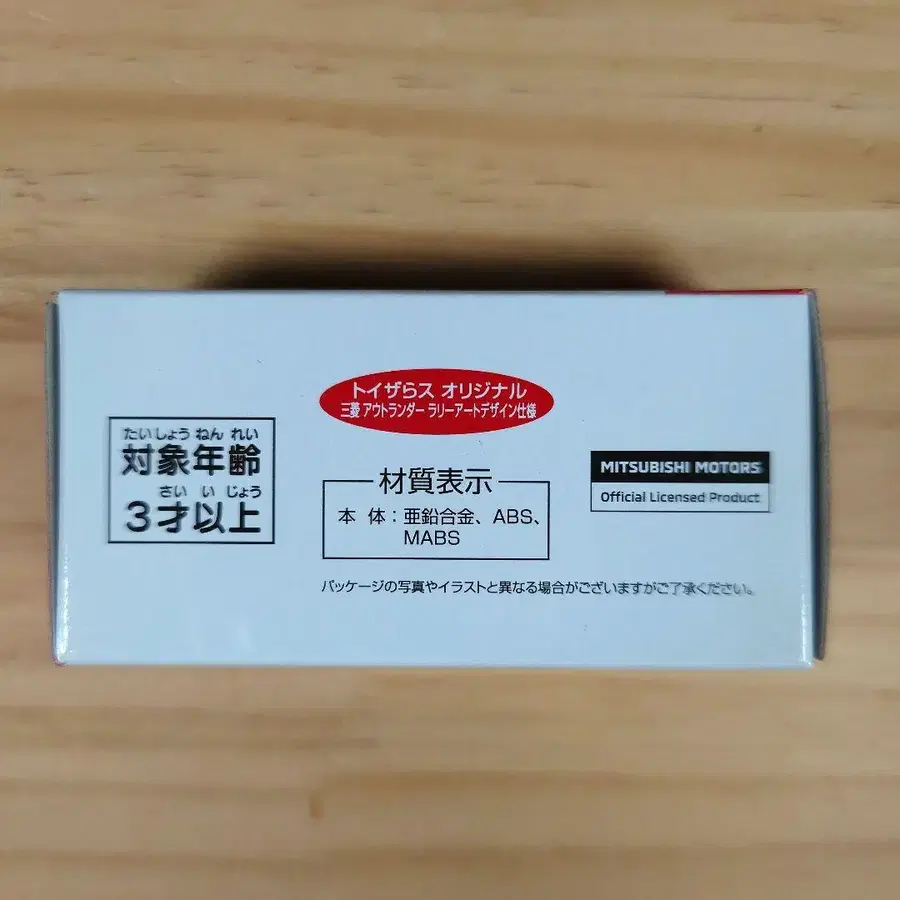 トイザらス オリジナル
三菱 アウトランダー ラリーアートデザイン仕様
たいしょう ねん れい
対象年齢
さい い じょう
3才以上
材質表示
本 体：亜鉛合金、ABS、
MABS
MITSUBISHI MOTORS
Official Licensed Product
パッケージの写真やイラストと異なる場合がございますがご了承ください。